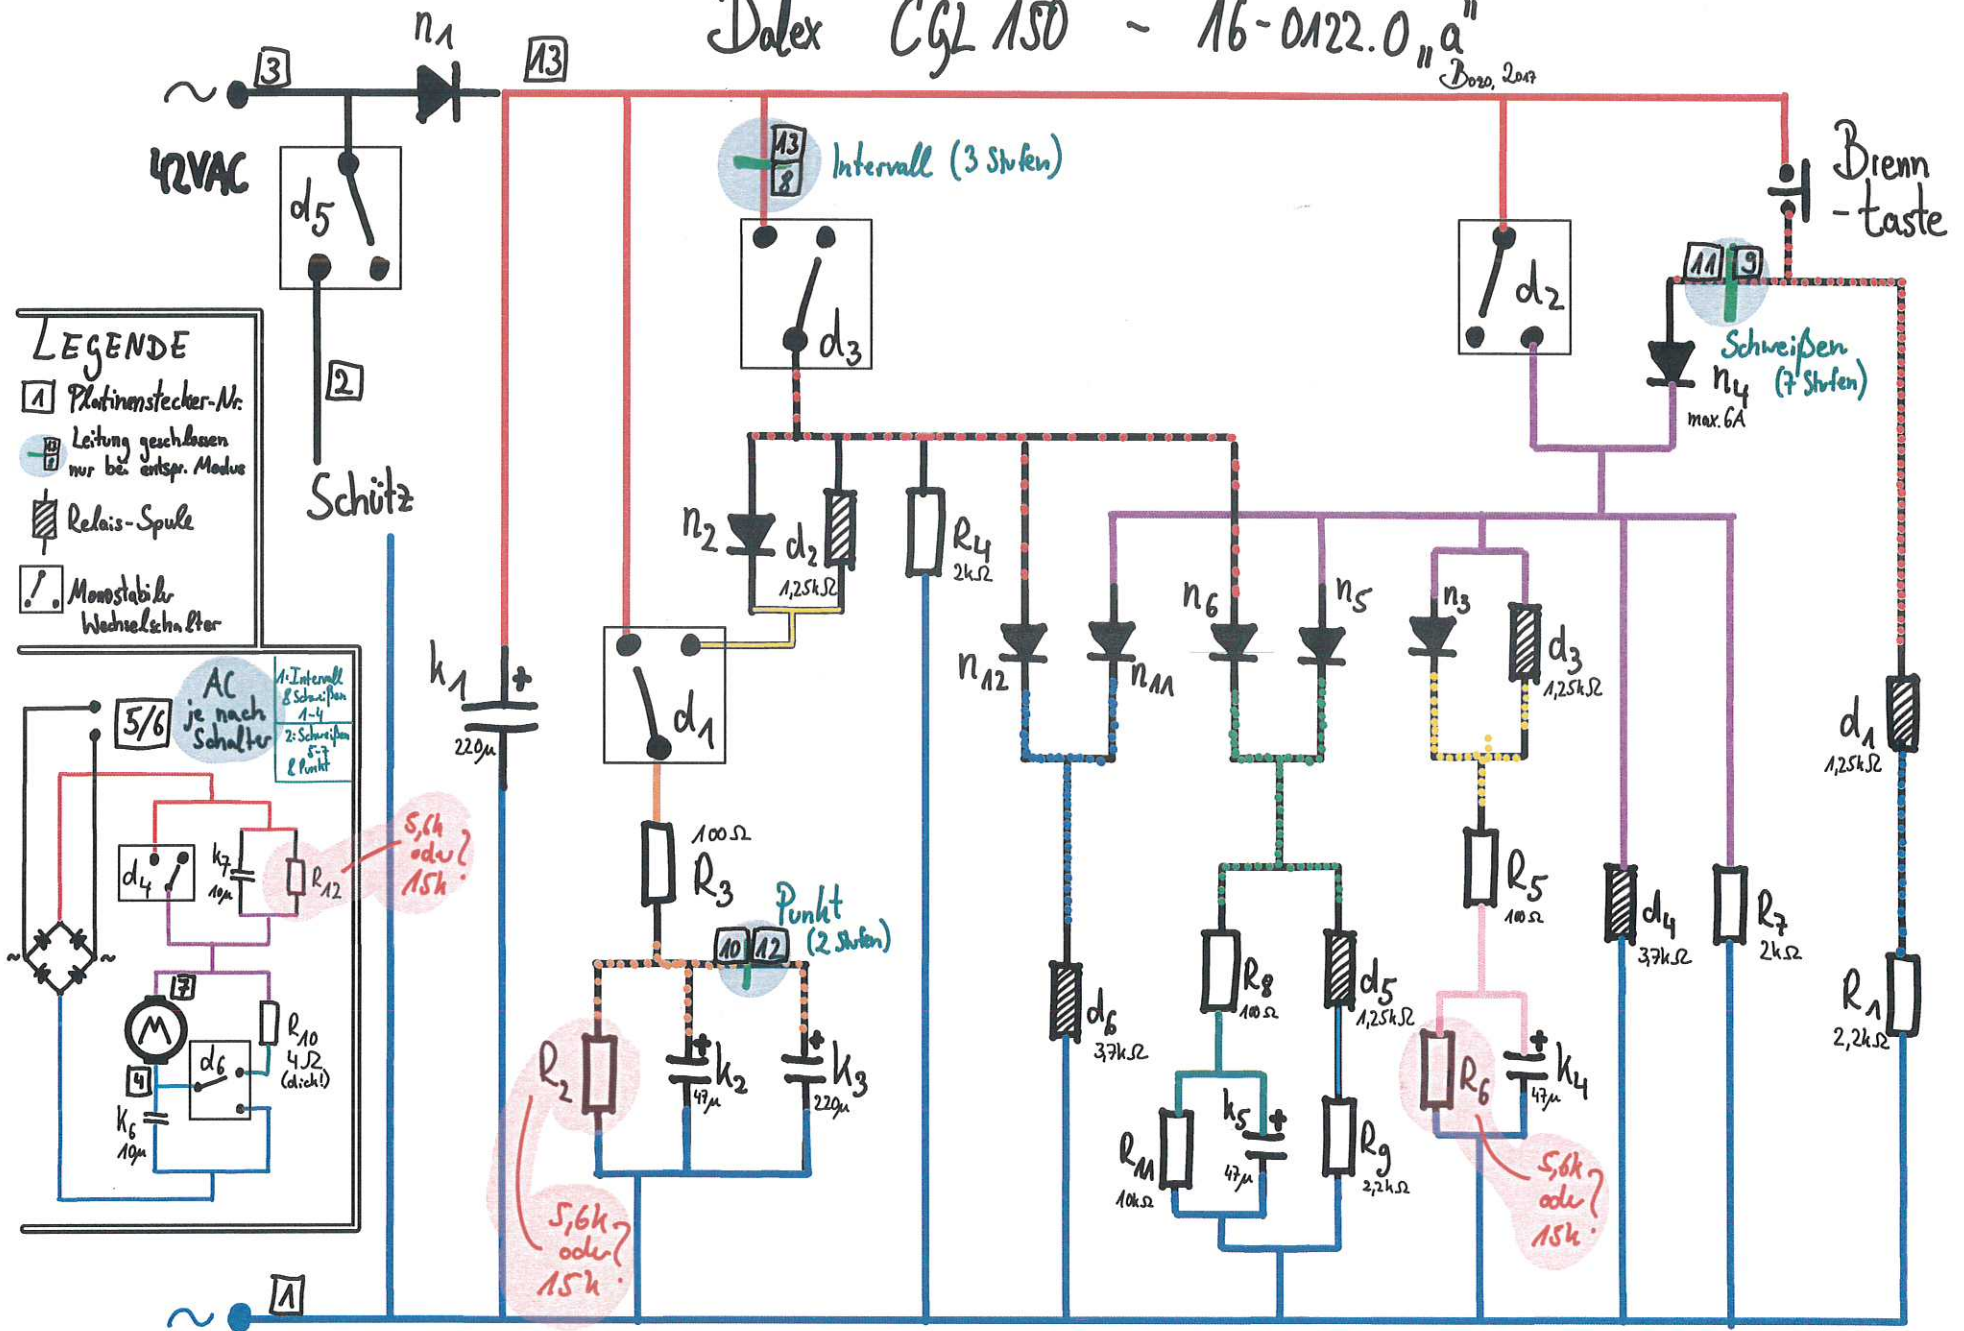 Dalex CGL 150 - 16-0122.0 „a"
Bozo, 2017
n1
3
13
~
42VAC
d5
2
Schütz
13
8
Intervall (3 Stufen)
d3
d2
Brenn
-taste
11 9
Schweißen
(7 Stufen)
n4
max. 6A
LEGENDE
1 Platinenstecker-Nr.
13
8
Leitung geschlossen
nur bei entspr. Modus
Relais-Spule
Monostabiler
Wechselschalter
n2
d2
1,25kΩ
R4
2kΩ
n12
n11
n6
n5
n3
d3
1,25kΩ
k1
+
220µ
d1
d1
1,25kΩ
5/6
AC
je nach
Schalter
1: Intervall
& Schweißen
1-4
2: Schweißen
5-7
& Punkt
d4
k7
10µ
R12
5,6k
oder ?
15k
~
~
7
M
4
d6
R10
4Ω
(dick!)
K6
10µ
100Ω
R3
Punkt
(2 Stufen)
10 12
R2
+
k2
47µ
+
k3
220µ
5,6k
oder ?
15k
d6
3,7kΩ
R8
100Ω
d5
1,25kΩ
R11
10kΩ
k5
+
47µ
R9
2,2kΩ
R5
100Ω
R6
+
k4
47µ
5,6k
oder ?
15k
d4
3,7kΩ
R7
2kΩ
R1
2,2kΩ
~
1